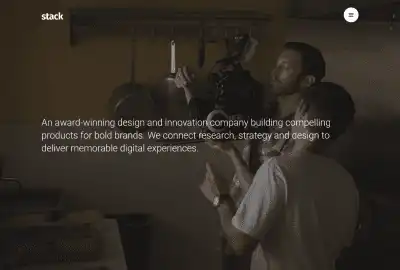 stack
An award-winning design and innovation company building compelling
products for bold brands. We connect research, strategy and design to
deliver memorable digital experiences.